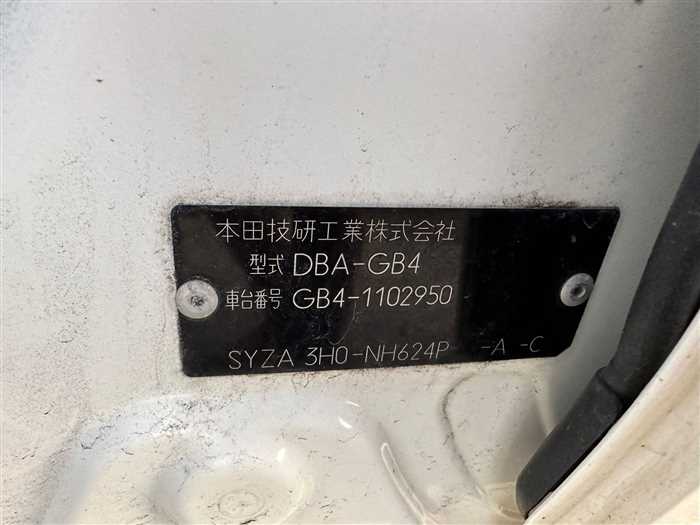 本田技研工業株式会社
型式 DBA-GB4
車台番号 GB4-1102950
SYZA 3H0-NH624P -A -C